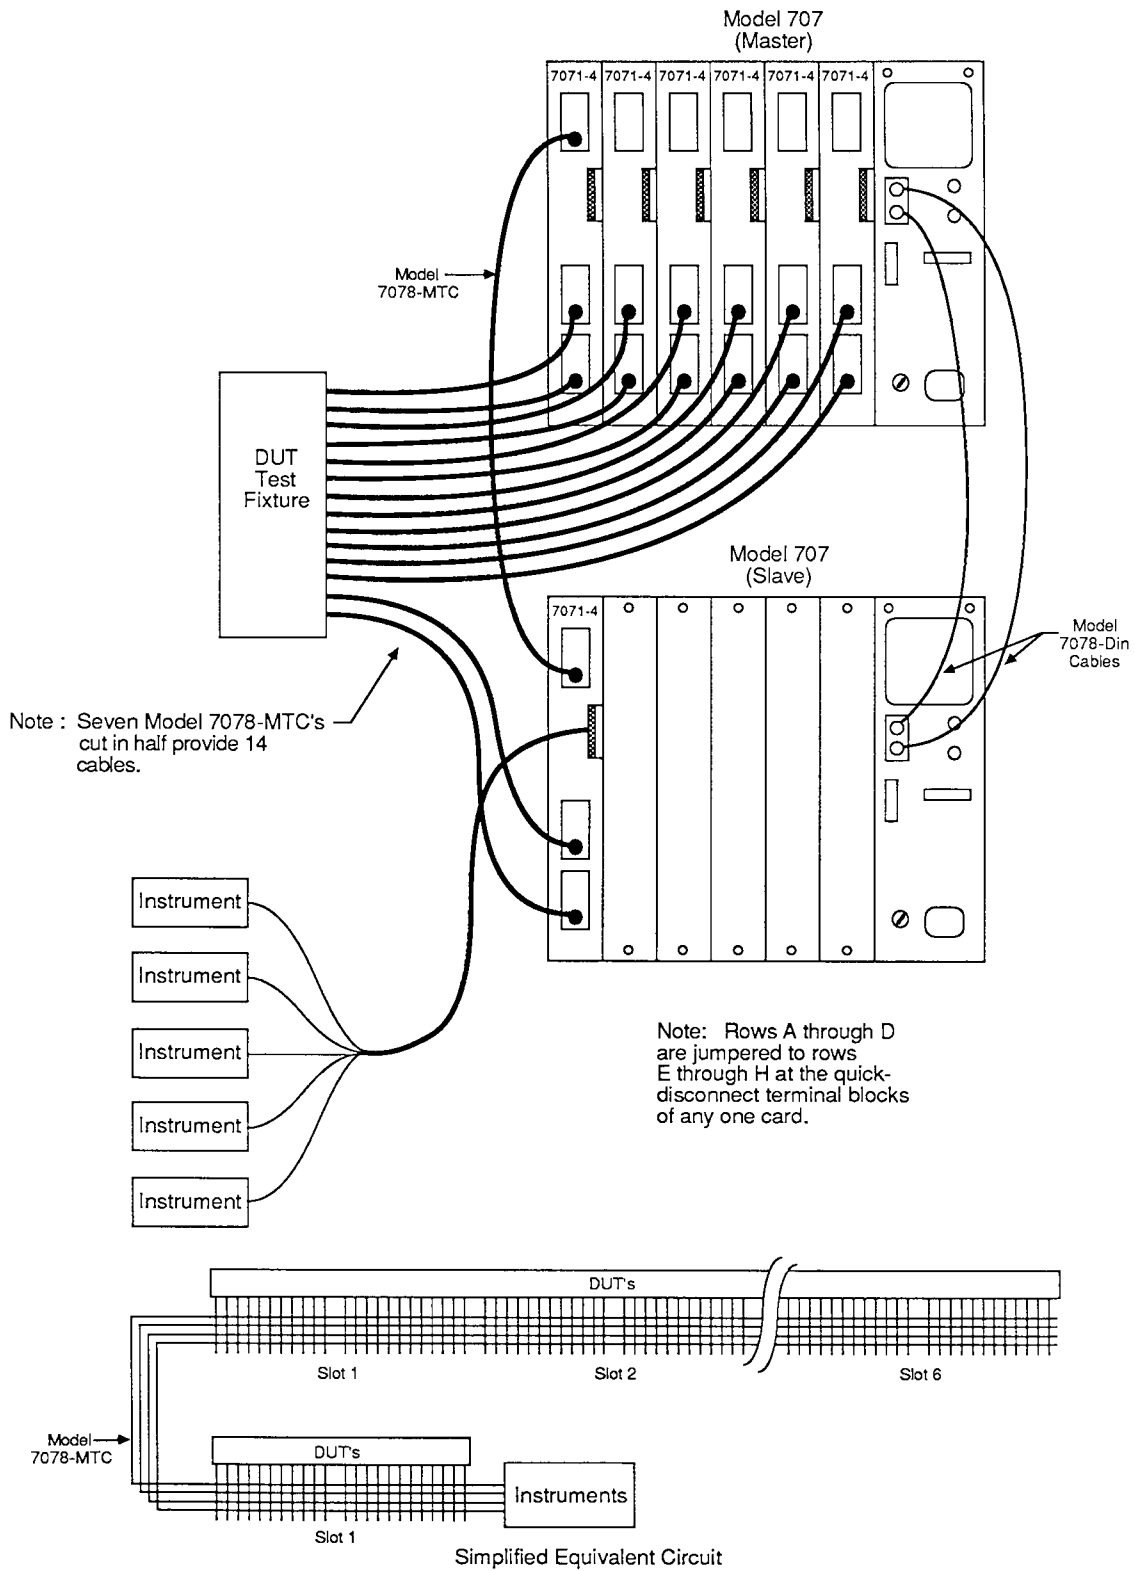 Model 707
(Master)
7071-4 7071-4 7071-4 7071-4 7071-4 7071-4
Model
7078-MTC
DUT
Test
Fixture
Model 707
(Slave)
7071-4
Model
7078-Din
Cables
Note : Seven Model 7078-MTC's
cut in half provide 14
cables.
Instrument
Instrument
Instrument
Instrument
Instrument
Note: Rows A through D
are jumpered to rows
E through H at the quick-
disconnect terminal blocks
of any one card.
DUT's
Slot 1
Slot 2
Slot 6
Model
7078-MTC
DUT's
Instruments
Slot 1
Simplified Equivalent Circuit